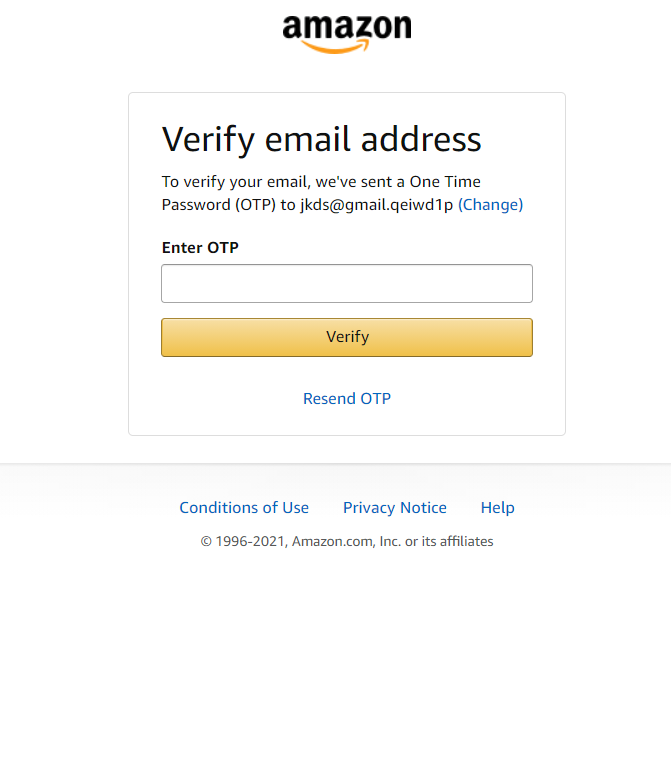 amazon
Verify email address
To verify your email, we've sent a One Time
Password (OTP) to jkds@gmail.qeiwd1p (Change)
Enter OTP
Verify
Resend OTP
Conditions of Use Privacy Notice Help
© 1996-2021, Amazon.com, Inc. or its affiliates